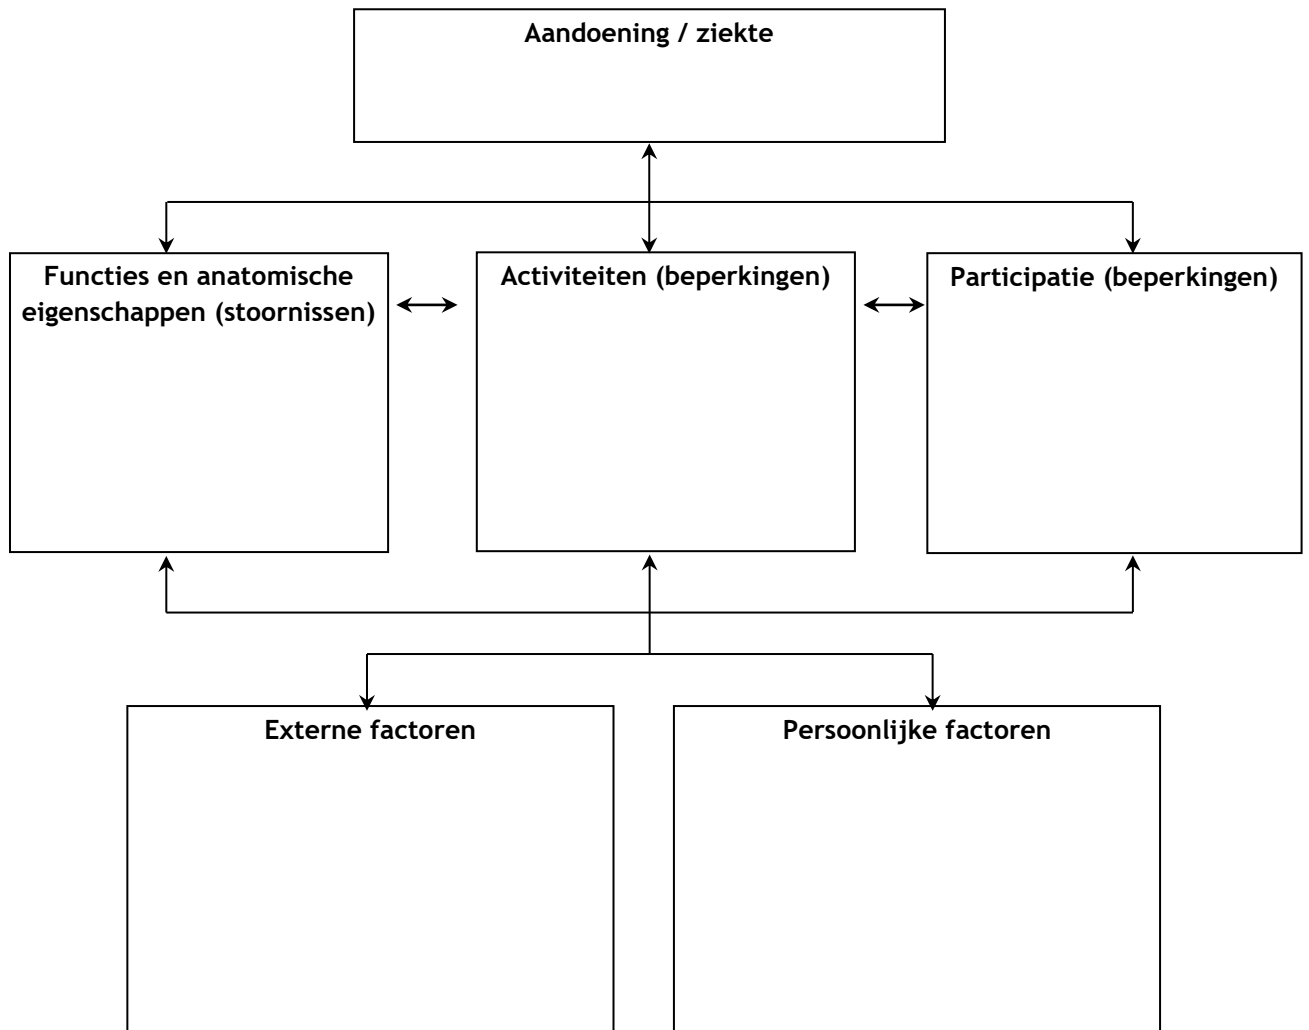 Aandoening / ziekte
Functies en anatomische
eigenschappen (stoornissen)
Activiteiten (beperkingen)
Participatie (beperkingen)
Externe factoren
Persoonlijke factoren